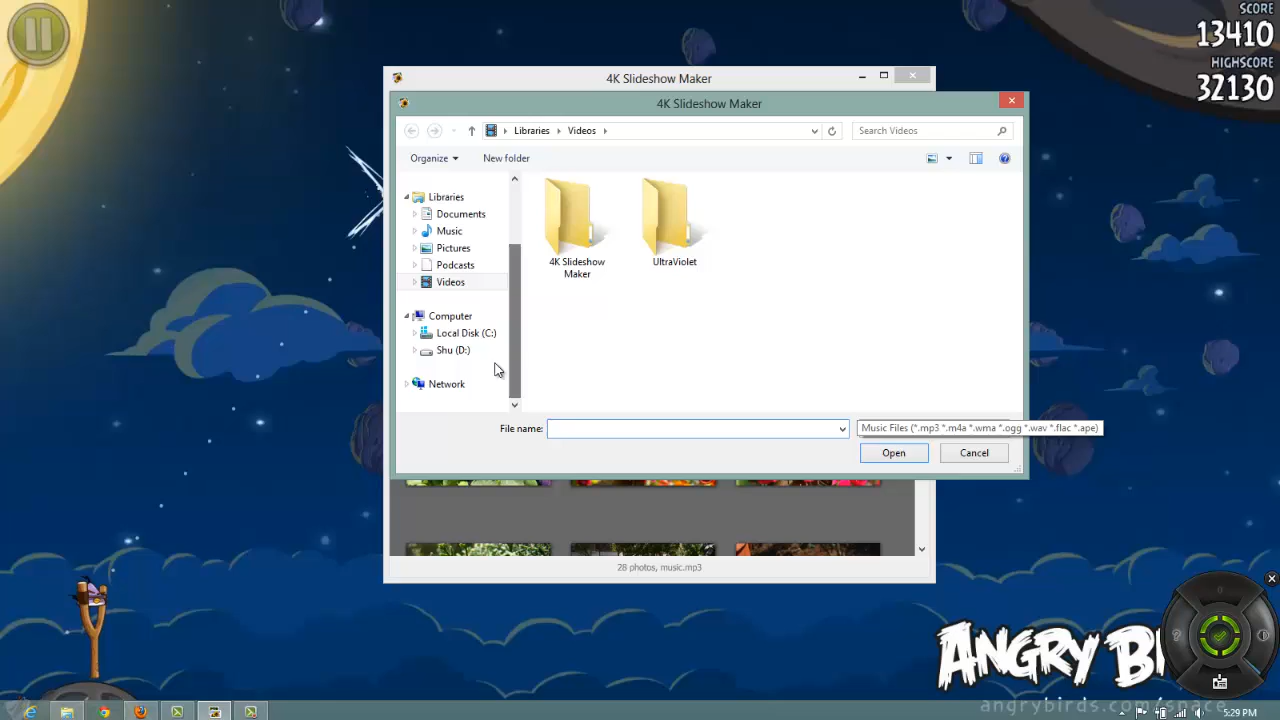 SCORE
13410
HIGHSCORE
32130
4K Slideshow Maker
4K Slideshow Maker
Libraries
Videos
Search Videos
Organize
New folder
Libraries
Documents
Music
Pictures
Podcasts
Videos
Computer
Local Disk (C:)
Shu (D:)
Network
4K Slideshow
Maker
UltraViolet
File name:
Music Files (*.mp3 *.m4a *.wma *.ogg *.wav *.flac *.ape)
Open
Cancel
28 photos, music.mp3
ANGRY BI
angrybirds.com/space
5:29 PM